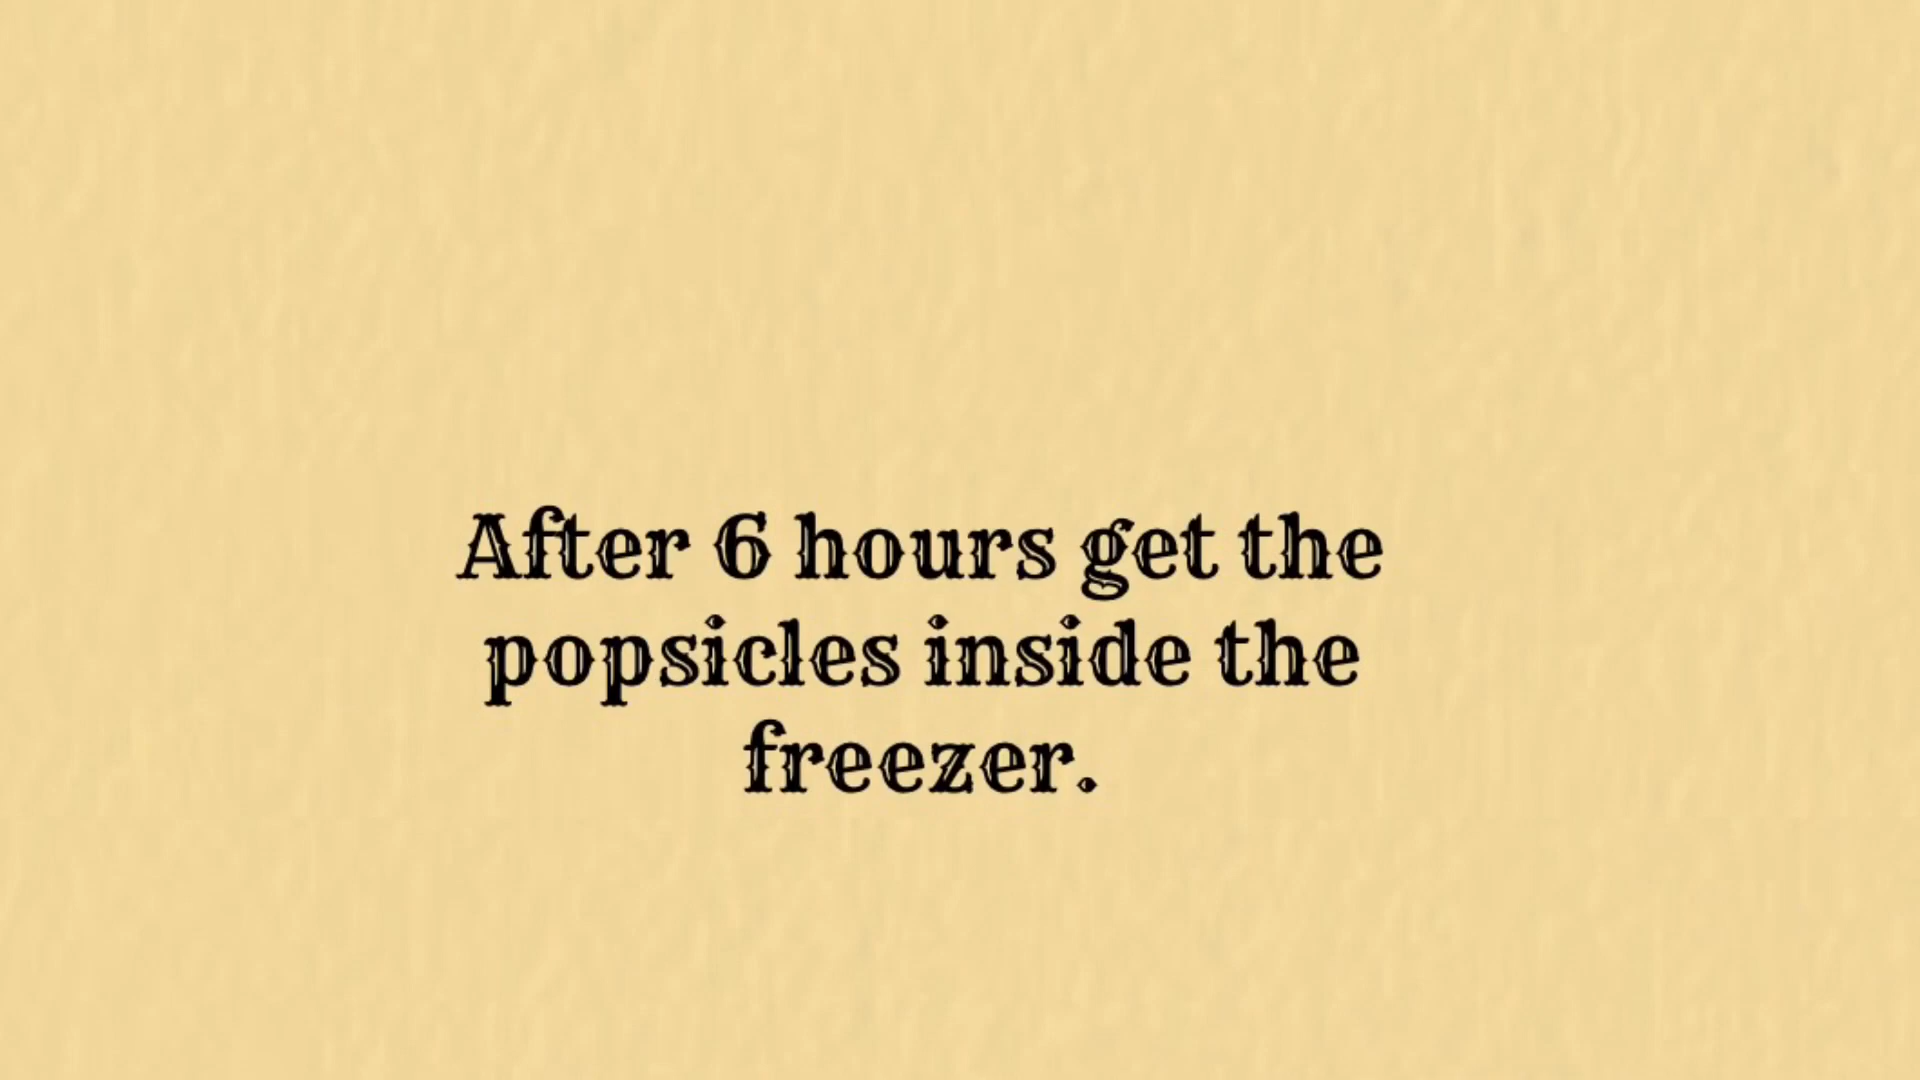 After 6 hours get the
popsicles inside the
freezer.